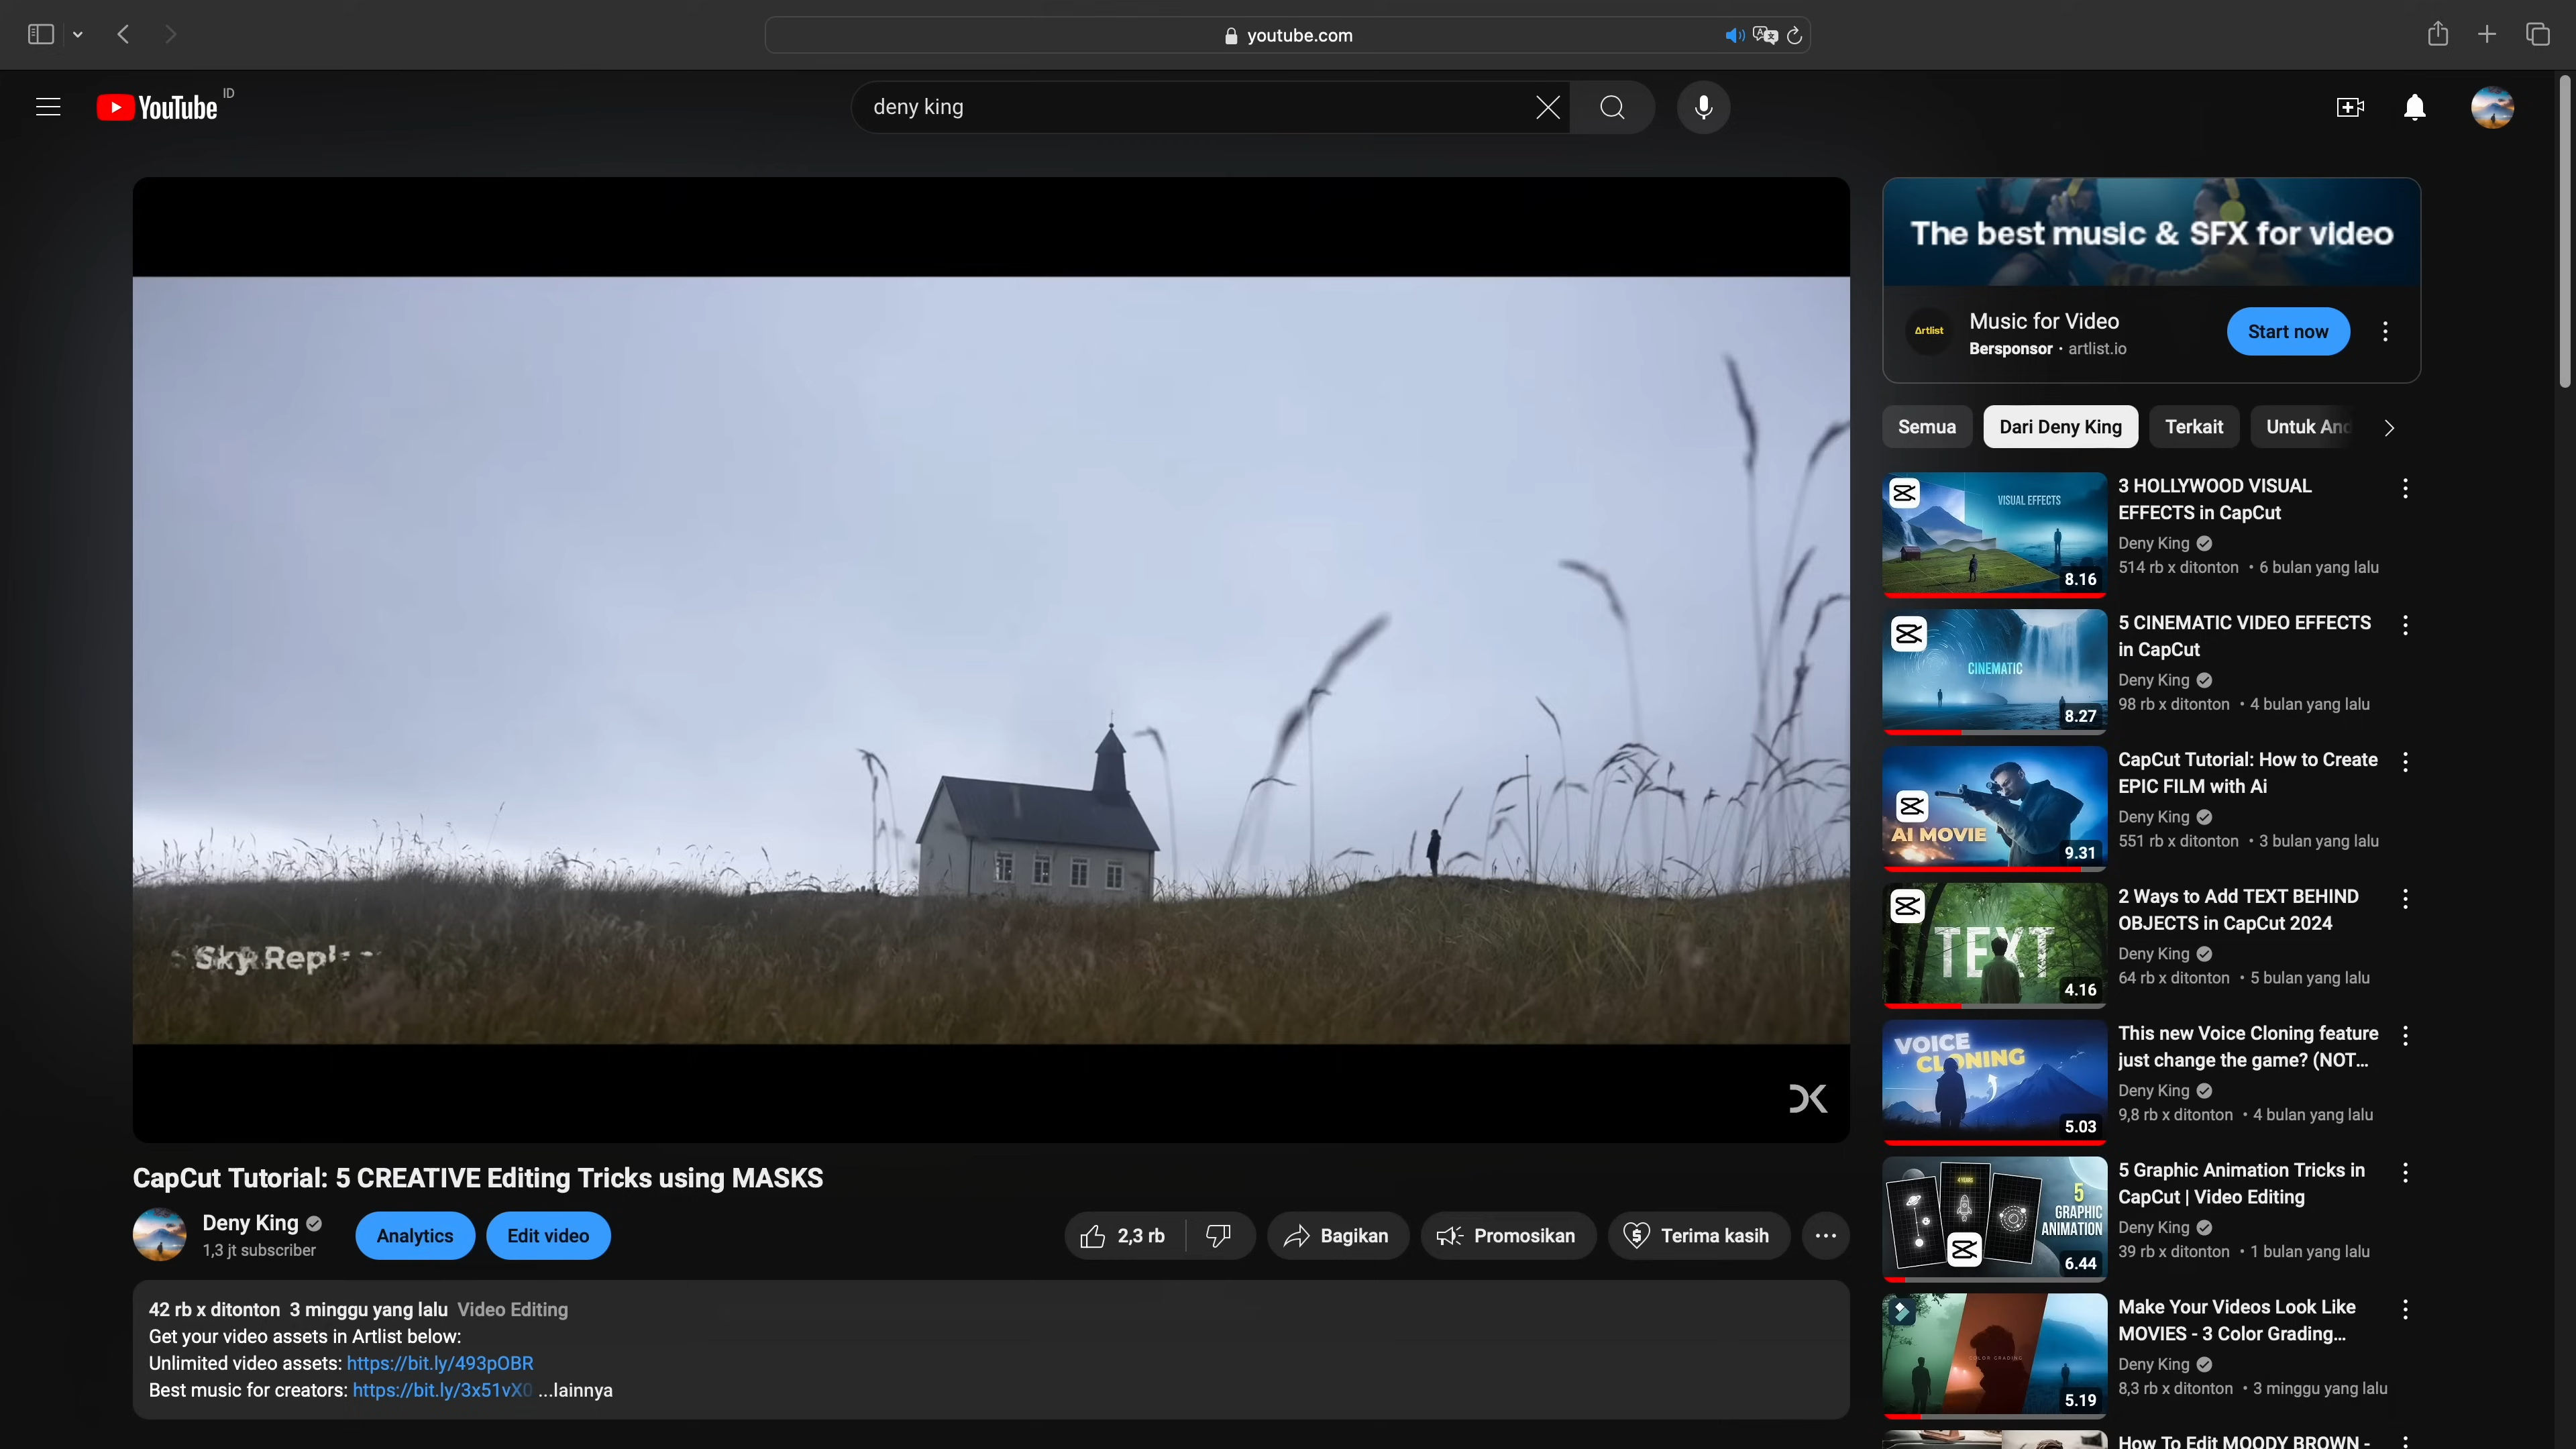 youtube.com
YouTube ID
deny king
The best music & SFX for video
Artlist
Music for Video
Bersponsor • artlist.io
Start now
Semua
Dari Deny King
Terkait
Untuk
VISUAL EFFECTS
8.16
3 HOLLYWOOD VISUAL
EFFECTS in CapCut
Deny King
514 rb x ditonton • 6 bulan yang lalu
CINEMATIC
8.27
5 CINEMATIC VIDEO EFFECTS
in CapCut
Deny King
98 rb x ditonton • 4 bulan yang lalu
AI MOVIE
9.31
CapCut Tutorial: How to Create
EPIC FILM with Ai
Deny King
551 rb x ditonton • 3 bulan yang lalu
TEXT
4.16
2 Ways to Add TEXT BEHIND
OBJECTS in CapCut 2024
Deny King
64 rb x ditonton • 5 bulan yang lalu
VOICE
CLONING
5.03
This new Voice Cloning feature
just change the game? (NOT...
Deny King
9,8 rb x ditonton • 4 bulan yang lalu
5
GRAPHIC
ANIMATION
6.44
5 Graphic Animation Tricks in
CapCut | Video Editing
Deny King
39 rb x ditonton • 1 bulan yang lalu
COLOR GRADING
5.19
Make Your Videos Look Like
MOVIES - 3 Color Grading...
Deny King
8,3 rb x ditonton • 3 minggu yang lalu
How To Edit MOODY BROWN -
Sky
CapCut Tutorial: 5 CREATIVE Editing Tricks using MASKS
Deny King
1,3 jt subscriber
Analytics
Edit video
2,3 rb
Bagikan
Promosikan
Terima kasih
42 rb x ditonton 3 minggu yang lalu Video Editing
Get your video assets in Artlist below:
Unlimited video assets: https://bit.ly/493pOBR
Best music for creators: https://bit.ly/3x51vX0 ...lainnya